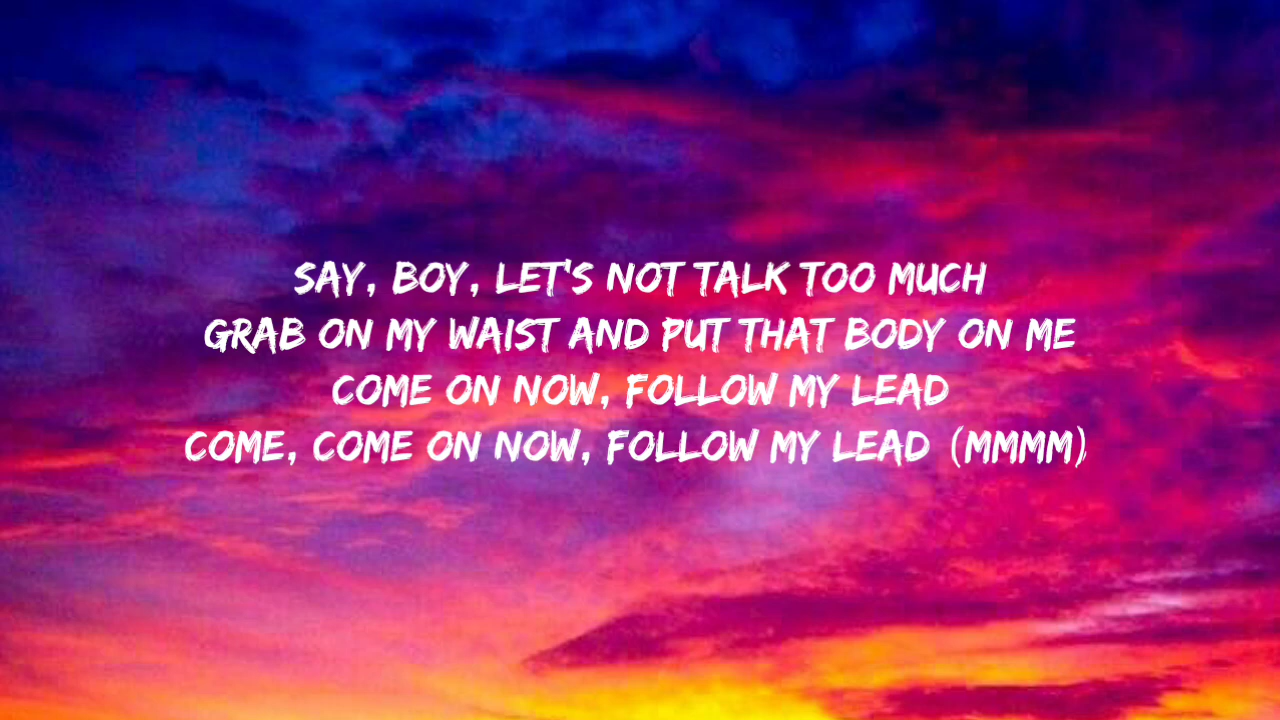 SAY, BOY, LET'S NOT TALK TOO MUCH
GRAB ON MY WAIST AND PUT THAT BODY ON ME
COME ON NOW, FOLLOW MY LEAD
COME, COME ON NOW, FOLLOW MY LEAD (MMMM)